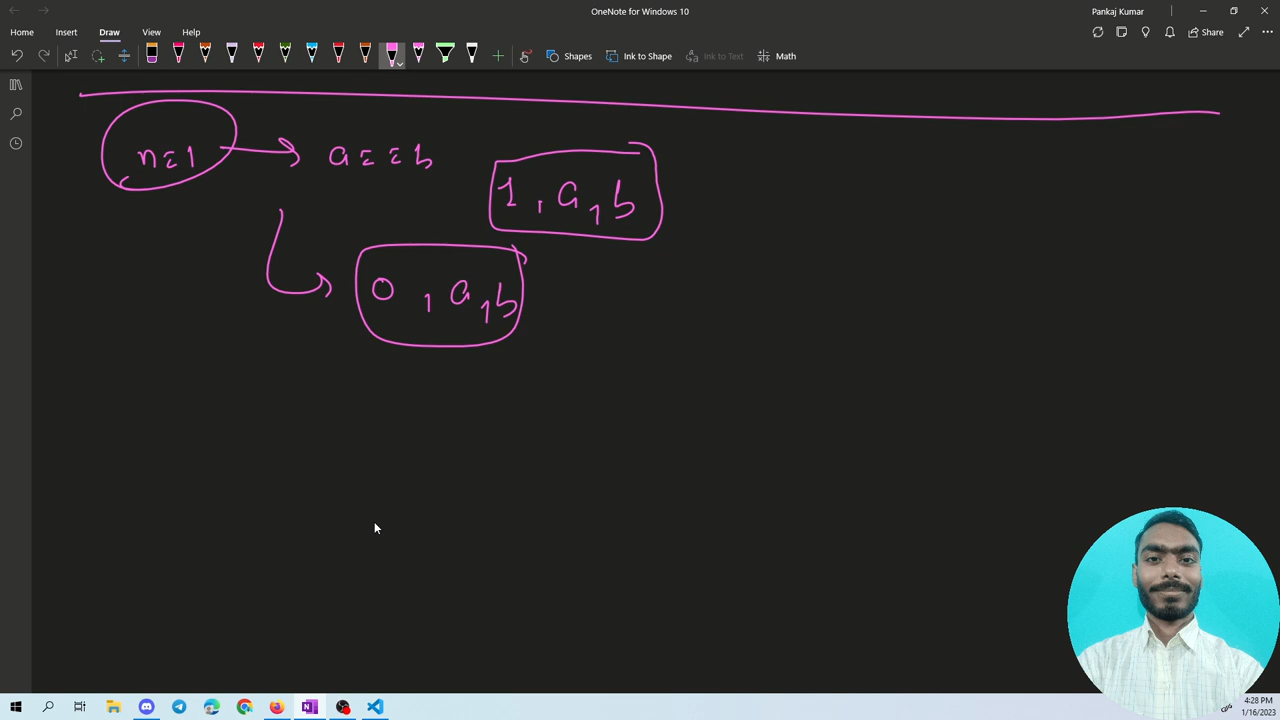 OneNote for Windows 10
Pankaj Kumar
Home Insert Draw View Help
Share
Shapes Ink to Shape Ink to Text Math
n=1 → a==b
1, a, b
0, a, b
4:28 PM
1/16/2023